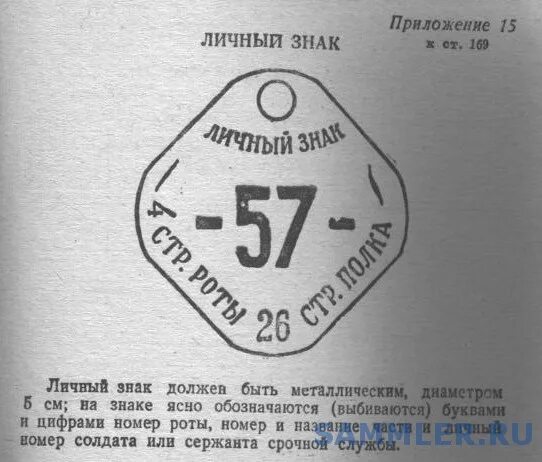 Приложение 15
к ст. 169
ЛИЧНЫЙ ЗНАК
ЛИЧНЫЙ ЗНАК
- 57 -
4 СТР. РОТЫ 26 СТР. ПОЛКА
Личный знак должен быть металлическим, диаметром
5 см; на знаке ясно обозначаются (выбиваются) буквами
и цифрами номер роты, номер и название части и личный
номер солдата или сержанта срочной службы.
SAMMLER.RU